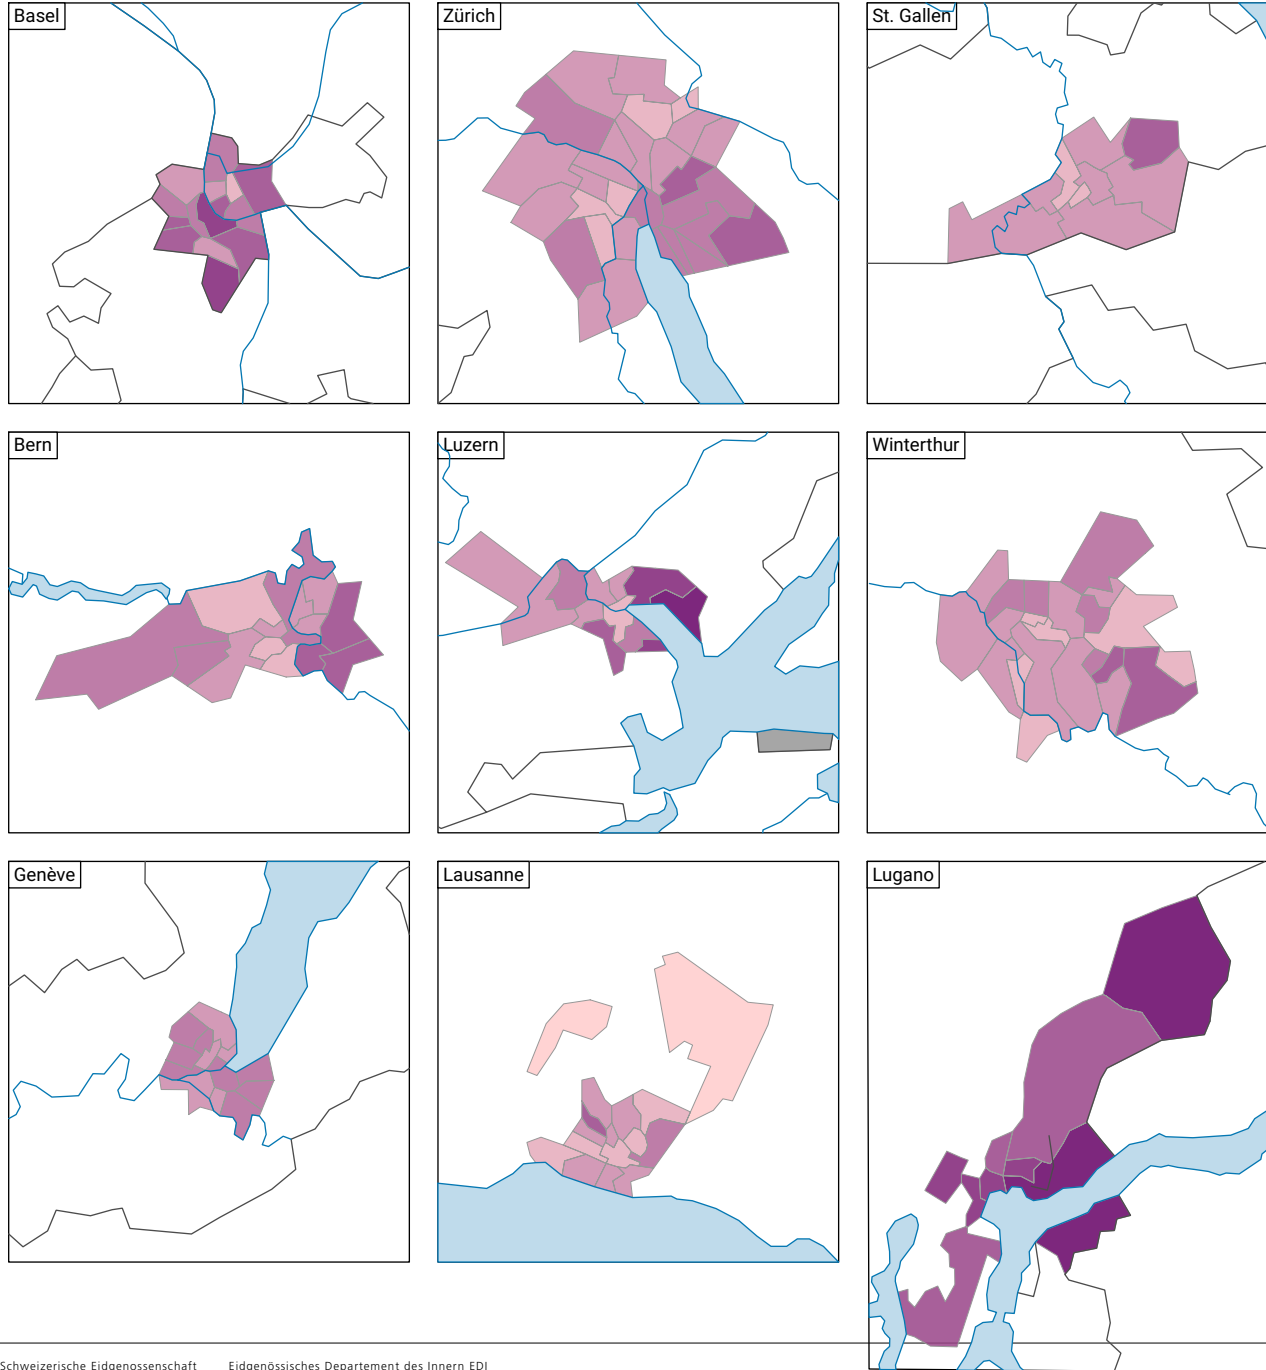 Basel
Zürich
St. Gallen
Bern
Luzern
Winterthur
Genève
Lausanne
Lugano
Schweizerische Eidgenossenschaft Eidgenössisches Departement des Innern EDI